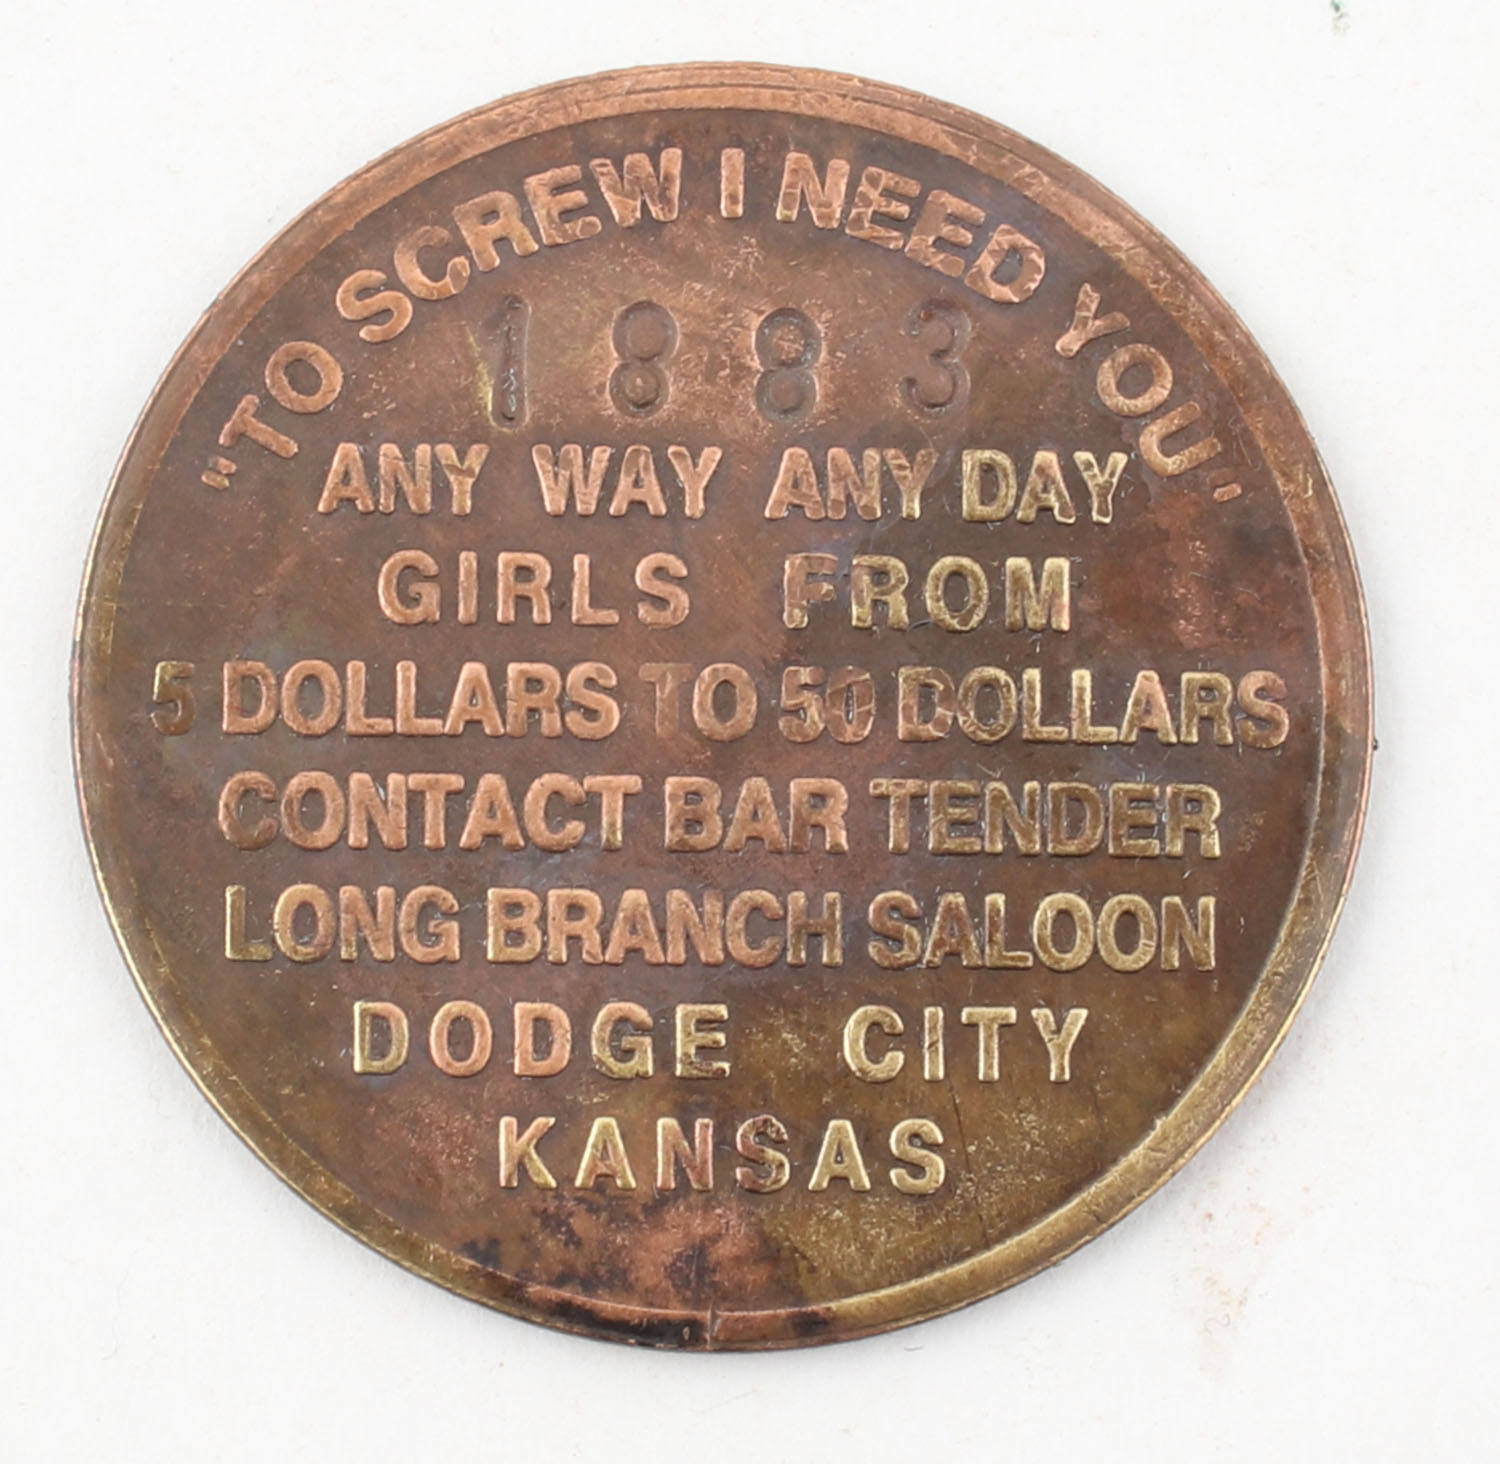 "TO SCREW I NEED YOU"
1883
ANY WAY ANY DAY
GIRLS FROM
5 DOLLARS TO 50 DOLLARS
CONTACT BAR TENDER
LONG BRANCH SALOON
DODGE CITY
KANSAS